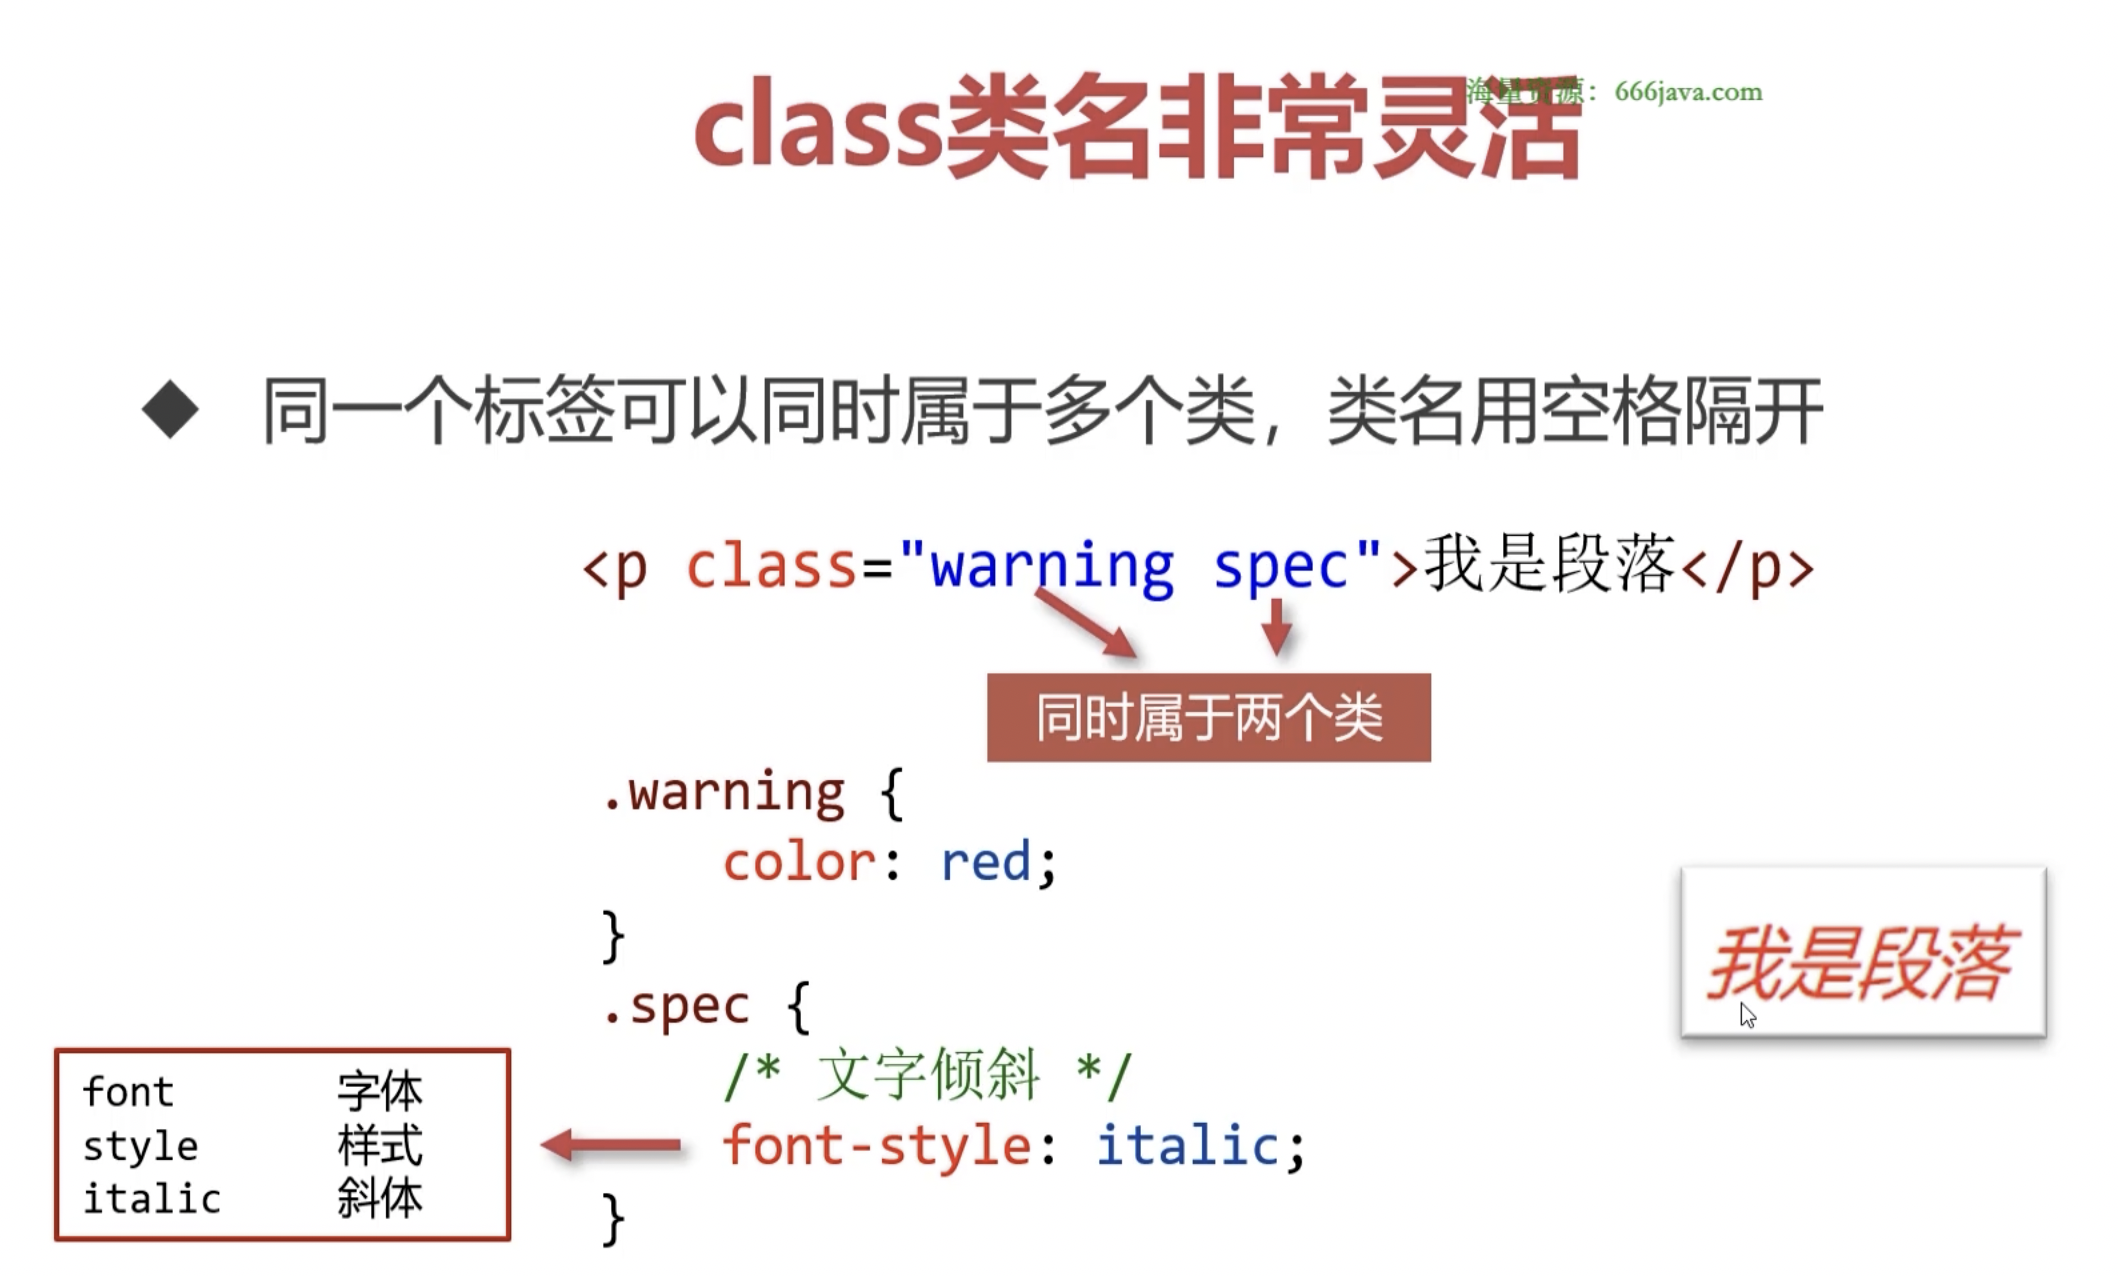 class类名非常灵活
海量资源：666java.com
◆ 同一个标签可以同时属于多个类，类名用空格隔开
<p class="warning spec">我是段落</p>
同时属于两个类
.warning {
    color: red;
}
.spec {
    /* 文字倾斜 */
    font-style: italic;
}
font 字体
style 样式
italic 斜体
我是段落